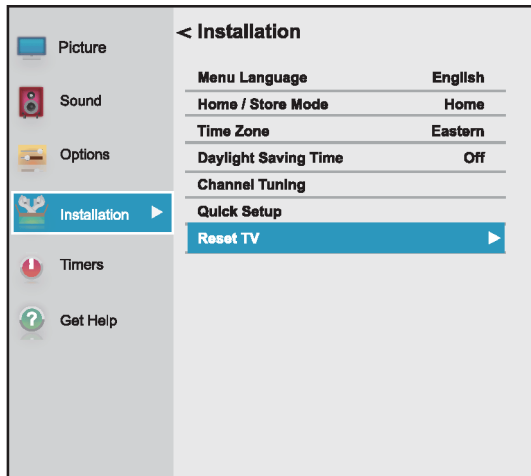 Picture
Sound
Options
Installation
Timers
Get Help
< Installation
Menu Language English
Home / Store Mode Home
Time Zone Eastern
Daylight Saving Time Off
Channel Tuning
Quick Setup
Reset TV